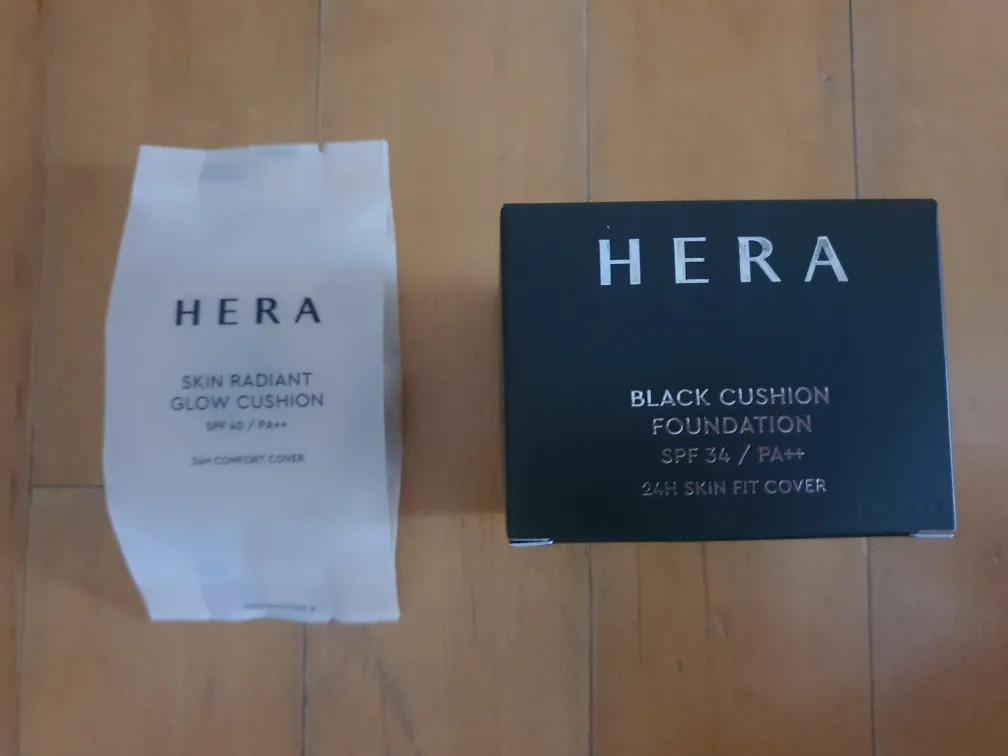 HERA
SKIN RADIANT
GLOW CUSHION
SPF 40 / PA++
24H COMFORT COVER
HERA
BLACK CUSHION
FOUNDATION
SPF 34 / PA++
24H SKIN FIT COVER